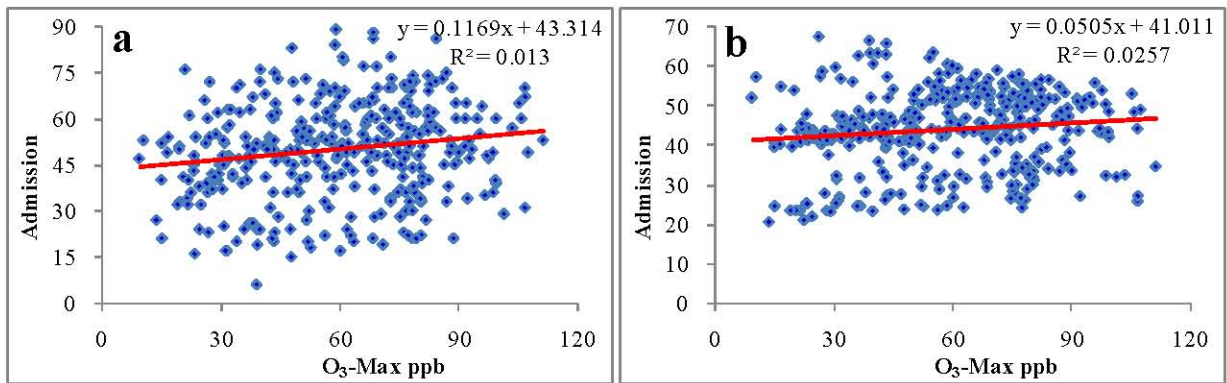 a
y = 0.1169x + 43.314
R² = 0.013
90
75
60
45
30
15
0
Admission
0 30 60 90 120
O₃-Max ppb
b
y = 0.0505x + 41.011
R² = 0.0257
70
60
50
40
30
20
10
0
Admission
0 30 60 90 120
O₃-Max ppb